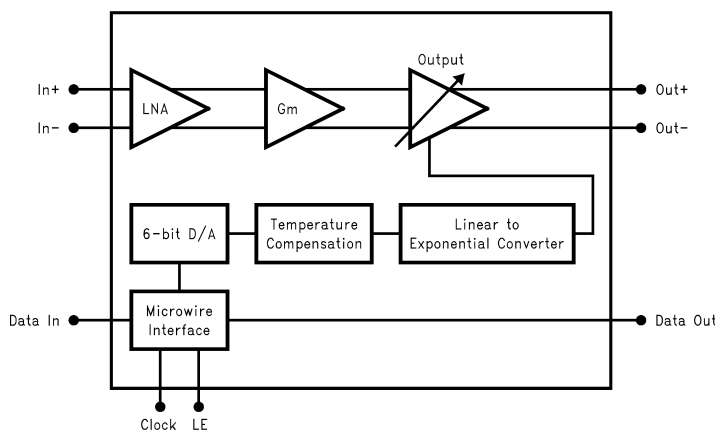 Output
In+
LNA
Gm
Out+
In-
Out-
6-bit D/A
Temperature
Compensation
Linear to
Exponential Converter
Data In
Microwire
Interface
Data Out
Clock
LE